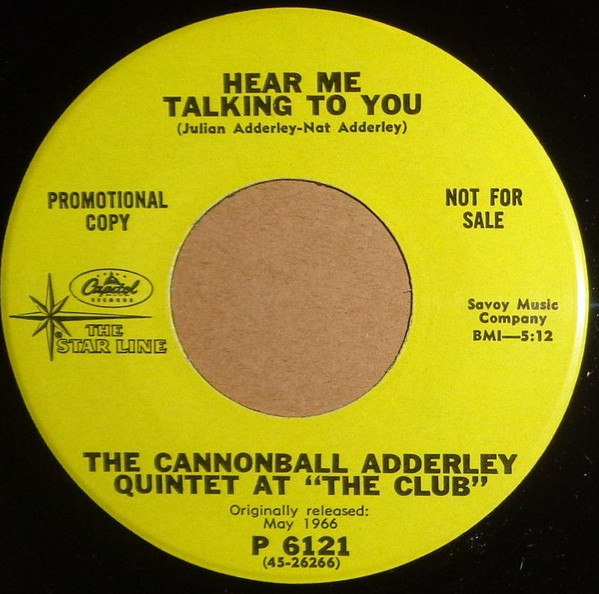 HEAR ME
TALKING TO YOU
(Julian Adderley-Nat Adderley)
PROMOTIONAL
COPY
NOT FOR
SALE
Capitol
RECORDS
THE
STAR LINE
Savoy Music
Company
BMI—5:12
THE CANNONBALL ADDERLEY
QUINTET AT "THE CLUB"
Originally released:
May 1966
P 6121
(45-26266)